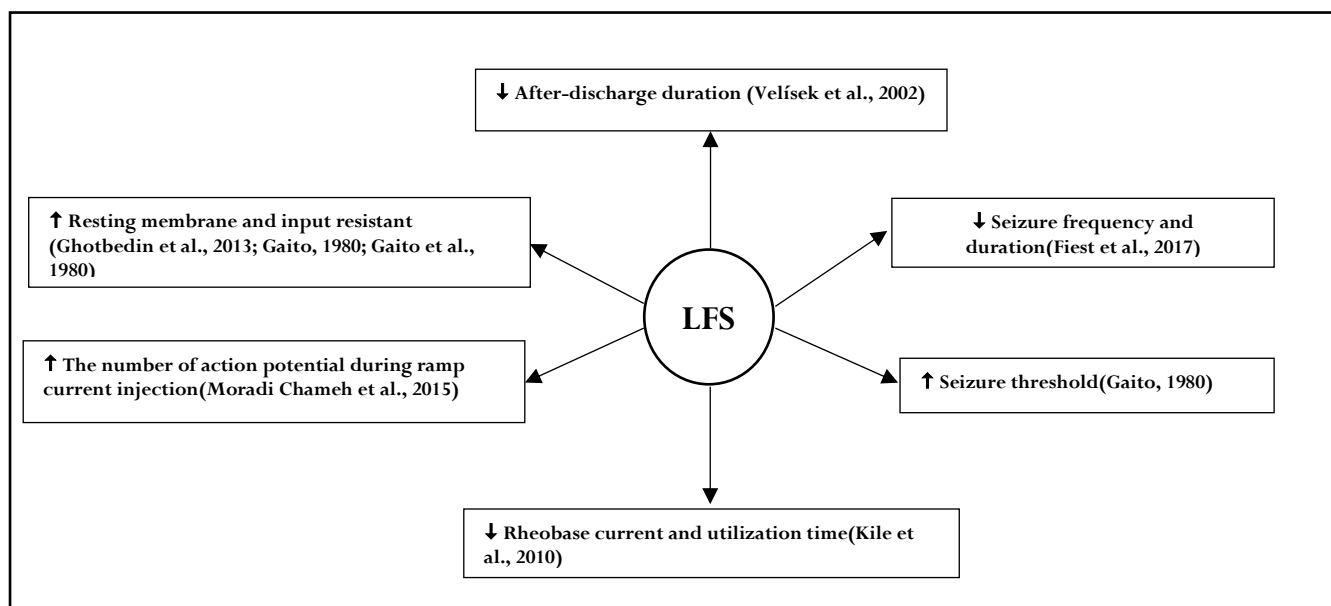 ↓ After-discharge duration (Velísek et al., 2002)
↑ Resting membrane and input resistant
(Ghotbedin et al., 2013; Gaito, 1980; Gaito et al.,
1980)
↓ Seizure frequency and
duration(Fiest et al., 2017)
LFS
↑ The number of action potential during ramp
current injection(Moradi Chameh et al., 2015)
↑ Seizure threshold(Gaito, 1980)
↓ Rheobase current and utilization time(Kile et
al., 2010)